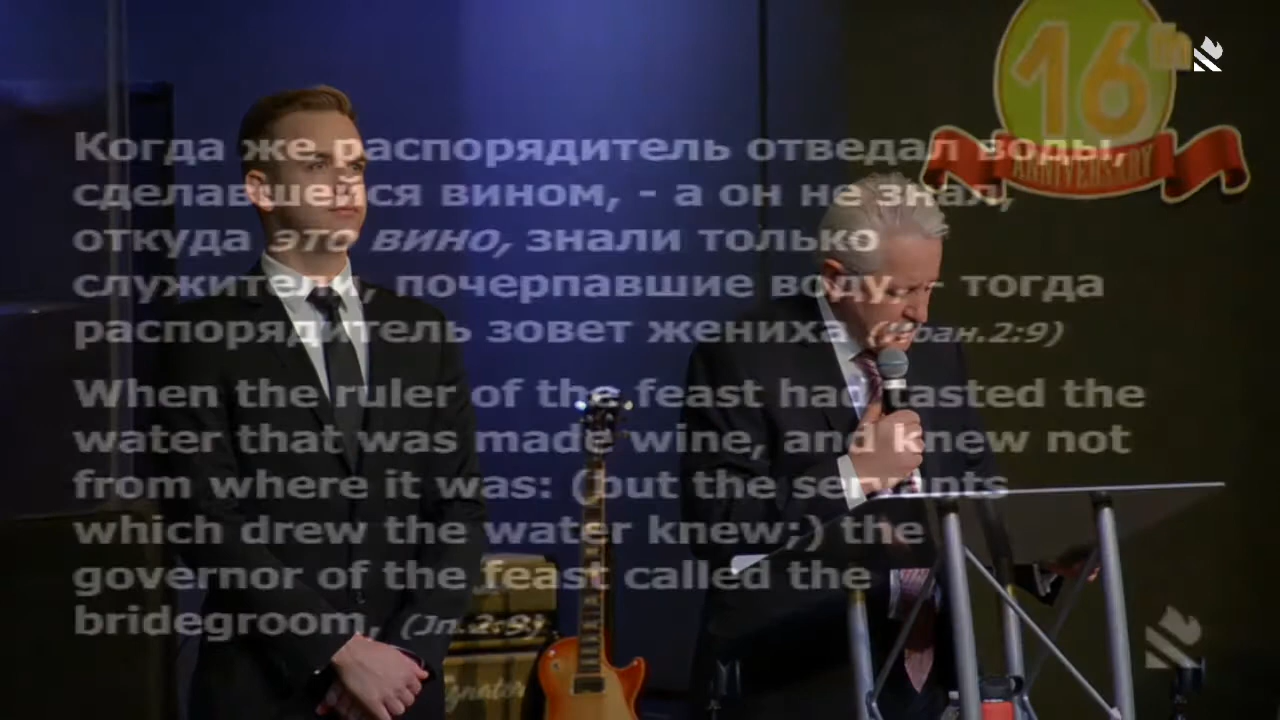 16th
ANNIVERSARY
Когда же распорядитель отведал воды,
сделавшейся вином, - а он не знал,
откуда это вино, знали только
служители, почерпавшие воду, - тогда
распорядитель зовет жениха (Иоан.2:9)
When the ruler of the feast had tasted the
water that was made wine, and knew not
from where it was: (but the servants
which drew the water knew;) the
governor of the feast called the
bridegroom, (Jn.2:9)